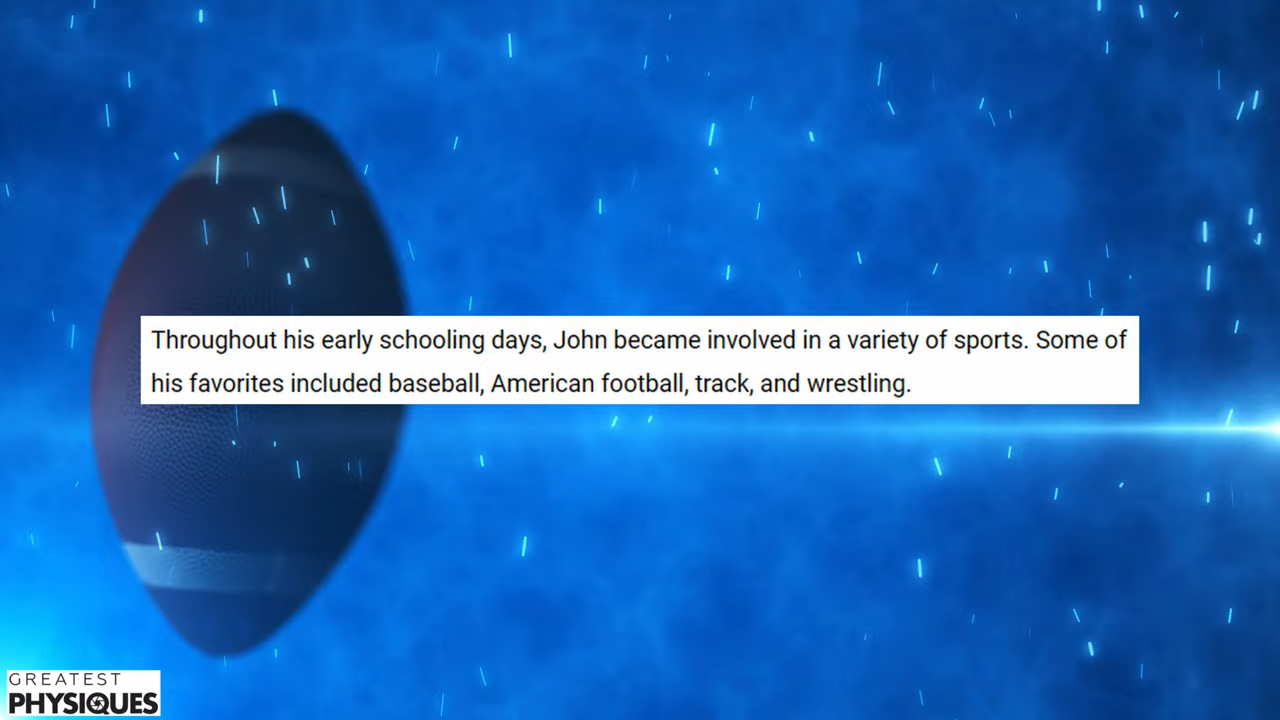 Throughout his early schooling days, John became involved in a variety of sports. Some of
his favorites included baseball, American football, track, and wrestling.
GREATEST
PHYSIQUES